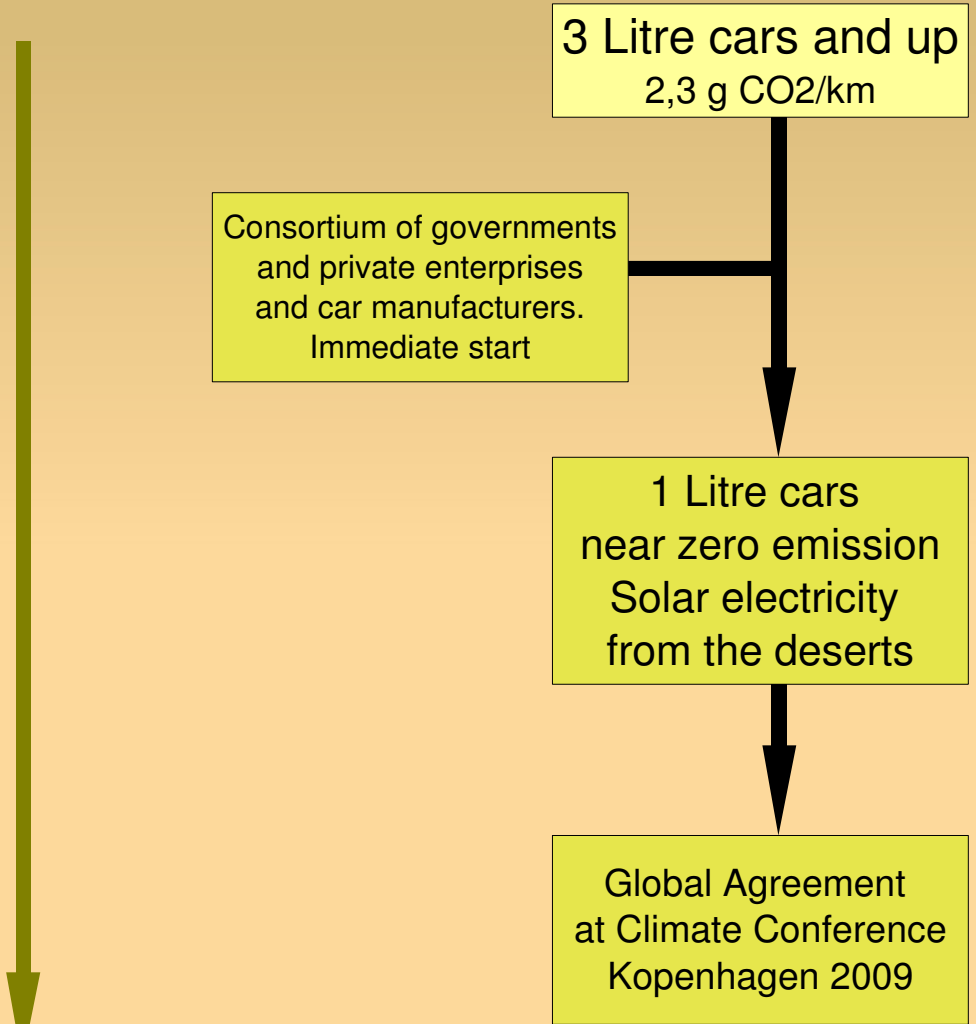 3 Litre cars and up
2,3 g CO2/km
Consortium of governments
and private enterprises
and car manufacturers.
Immediate start
1 Litre cars
near zero emission
Solar electricity
from the deserts
Global Agreement
at Climate Conference
Kopenhagen 2009